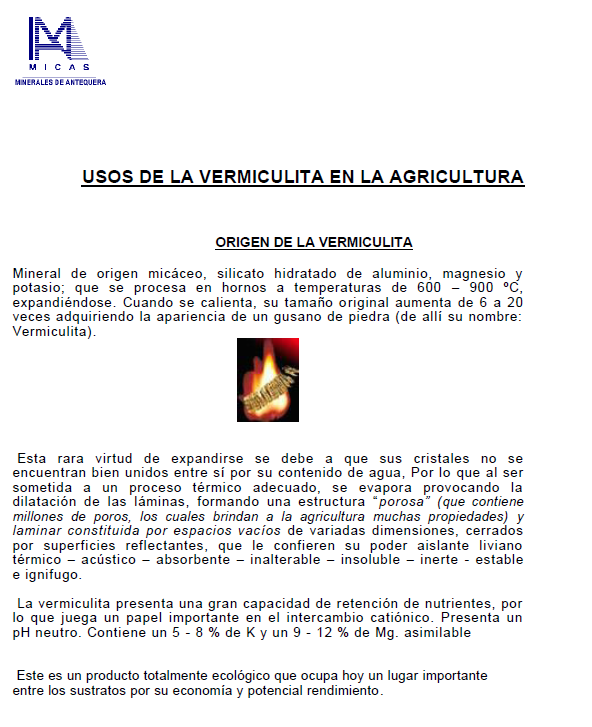 MICAS
MINERALES DE ANTEQUERA
USOS DE LA VERMICULITA EN LA AGRICULTURA
ORIGEN DE LA VERMICULITA
Mineral de origen micáceo, silicato hidratado de aluminio, magnesio y
potasio; que se procesa en hornos a temperaturas de 600 – 900 ºC,
expandiéndose. Cuando se calienta, su tamaño original aumenta de 6 a 20
veces adquiriendo la apariencia de un gusano de piedra (de allí su nombre:
Vermiculita).
Esta rara virtud de expandirse se debe a que sus cristales no se
encuentran bien unidos entre sí por su contenido de agua, Por lo que al ser
sometida a un proceso térmico adecuado, se evapora provocando la
dilatación de las láminas, formando una estructura “porosa” (que contiene
millones de poros, los cuales brindan a la agricultura muchas propiedades) y
laminar constituida por espacios vacíos de variadas dimensiones, cerrados
por superficies reflectantes, que le confieren su poder aislante liviano
térmico – acústico – absorbente – inalterable – insoluble – inerte - estable
e ignifugo.
La vermiculita presenta una gran capacidad de retención de nutrientes, por
lo que juega un papel importante en el intercambio catiónico. Presenta un
pH neutro. Contiene un 5 - 8 % de K y un 9 - 12 % de Mg. asimilable
Este es un producto totalmente ecológico que ocupa hoy un lugar importante
entre los sustratos por su economía y potencial rendimiento.